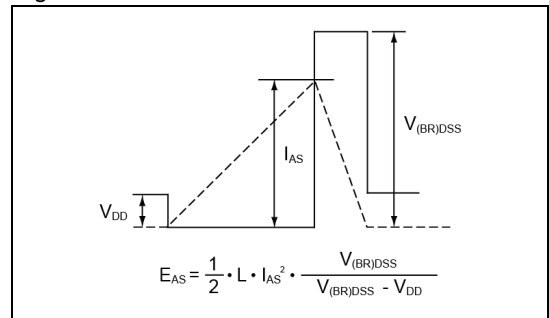 V(BR)DSS
IAS
VDD
EAS = 1/2 • L • IAS² • V(BR)DSS / V(BR)DSS - VDD